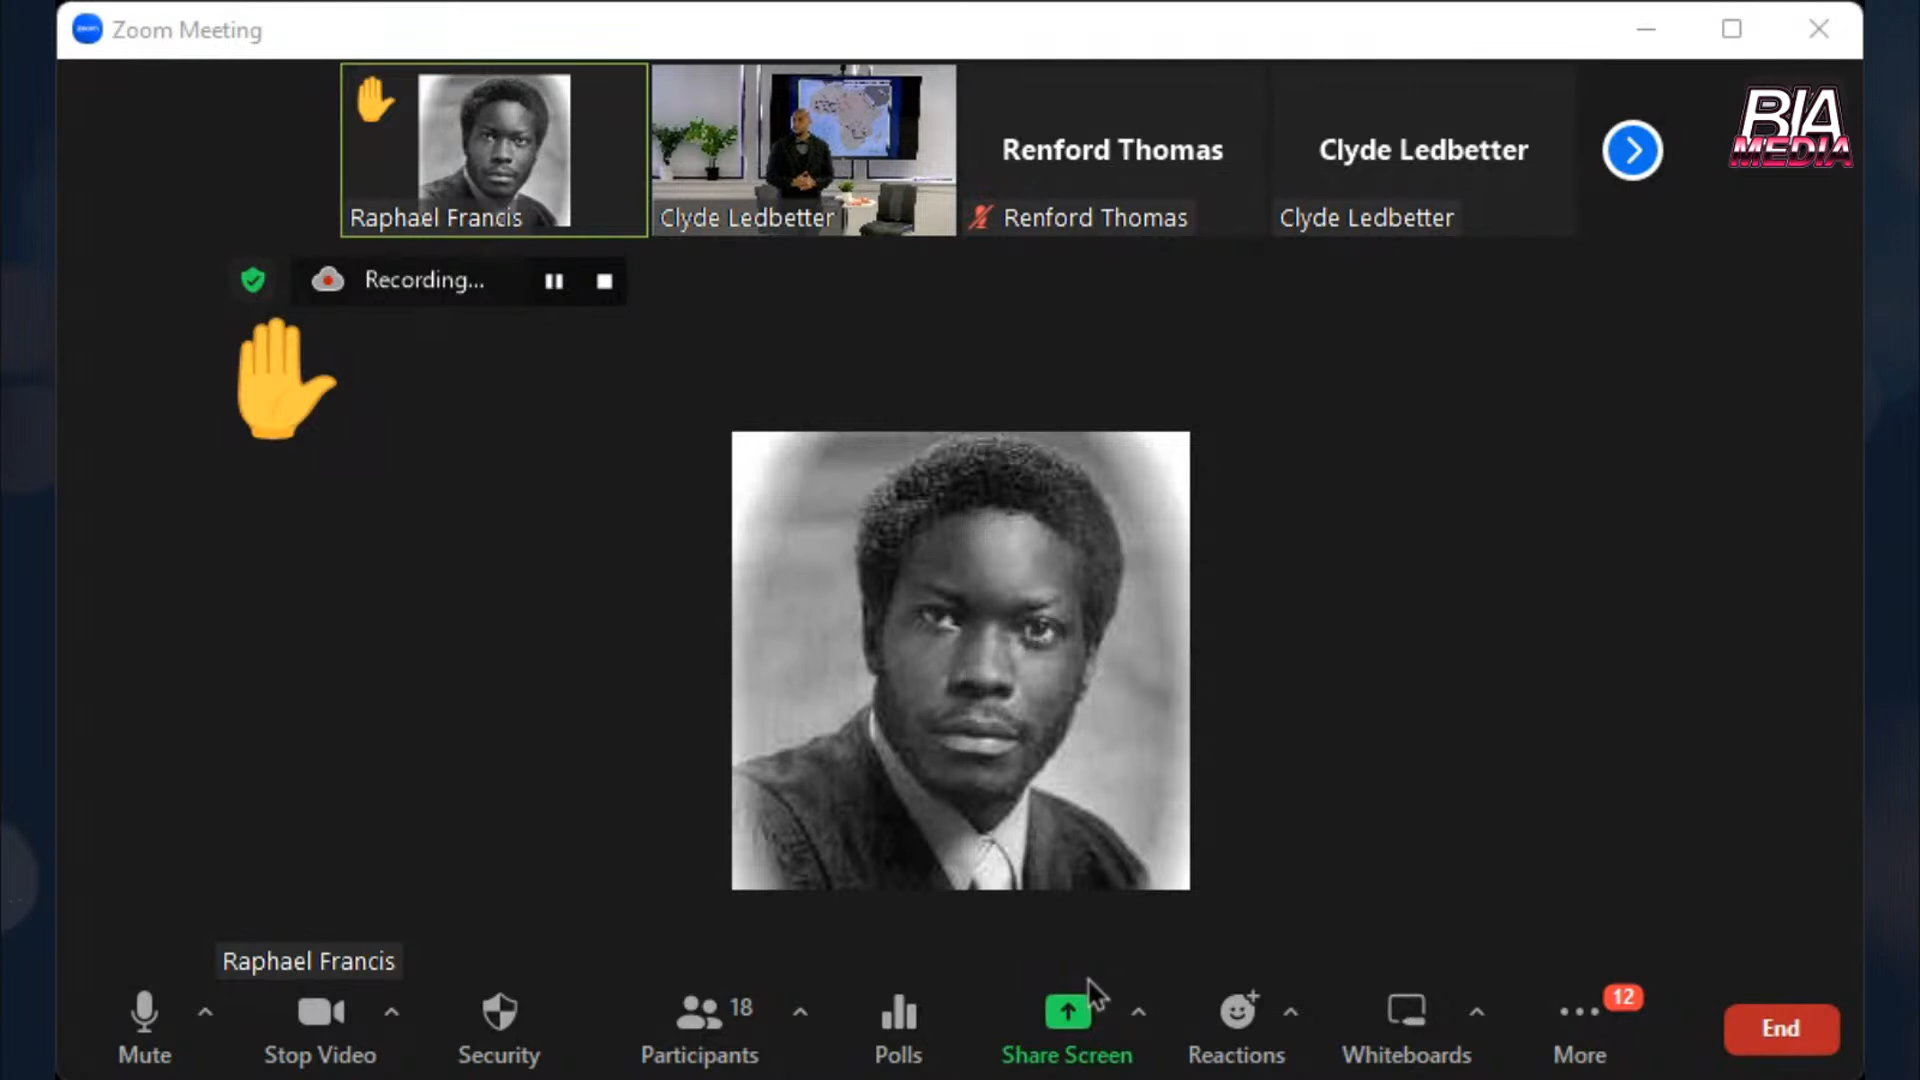 Zoom Meeting
BIA
MEDIA
Renford Thomas
Clyde Ledbetter
Raphael Francis
Clyde Ledbetter
Renford Thomas
Clyde Ledbetter
Recording...
Raphael Francis
18
12
Mute
Stop Video
Security
Participants
Polls
Share Screen
Reactions
Whiteboards
More
End